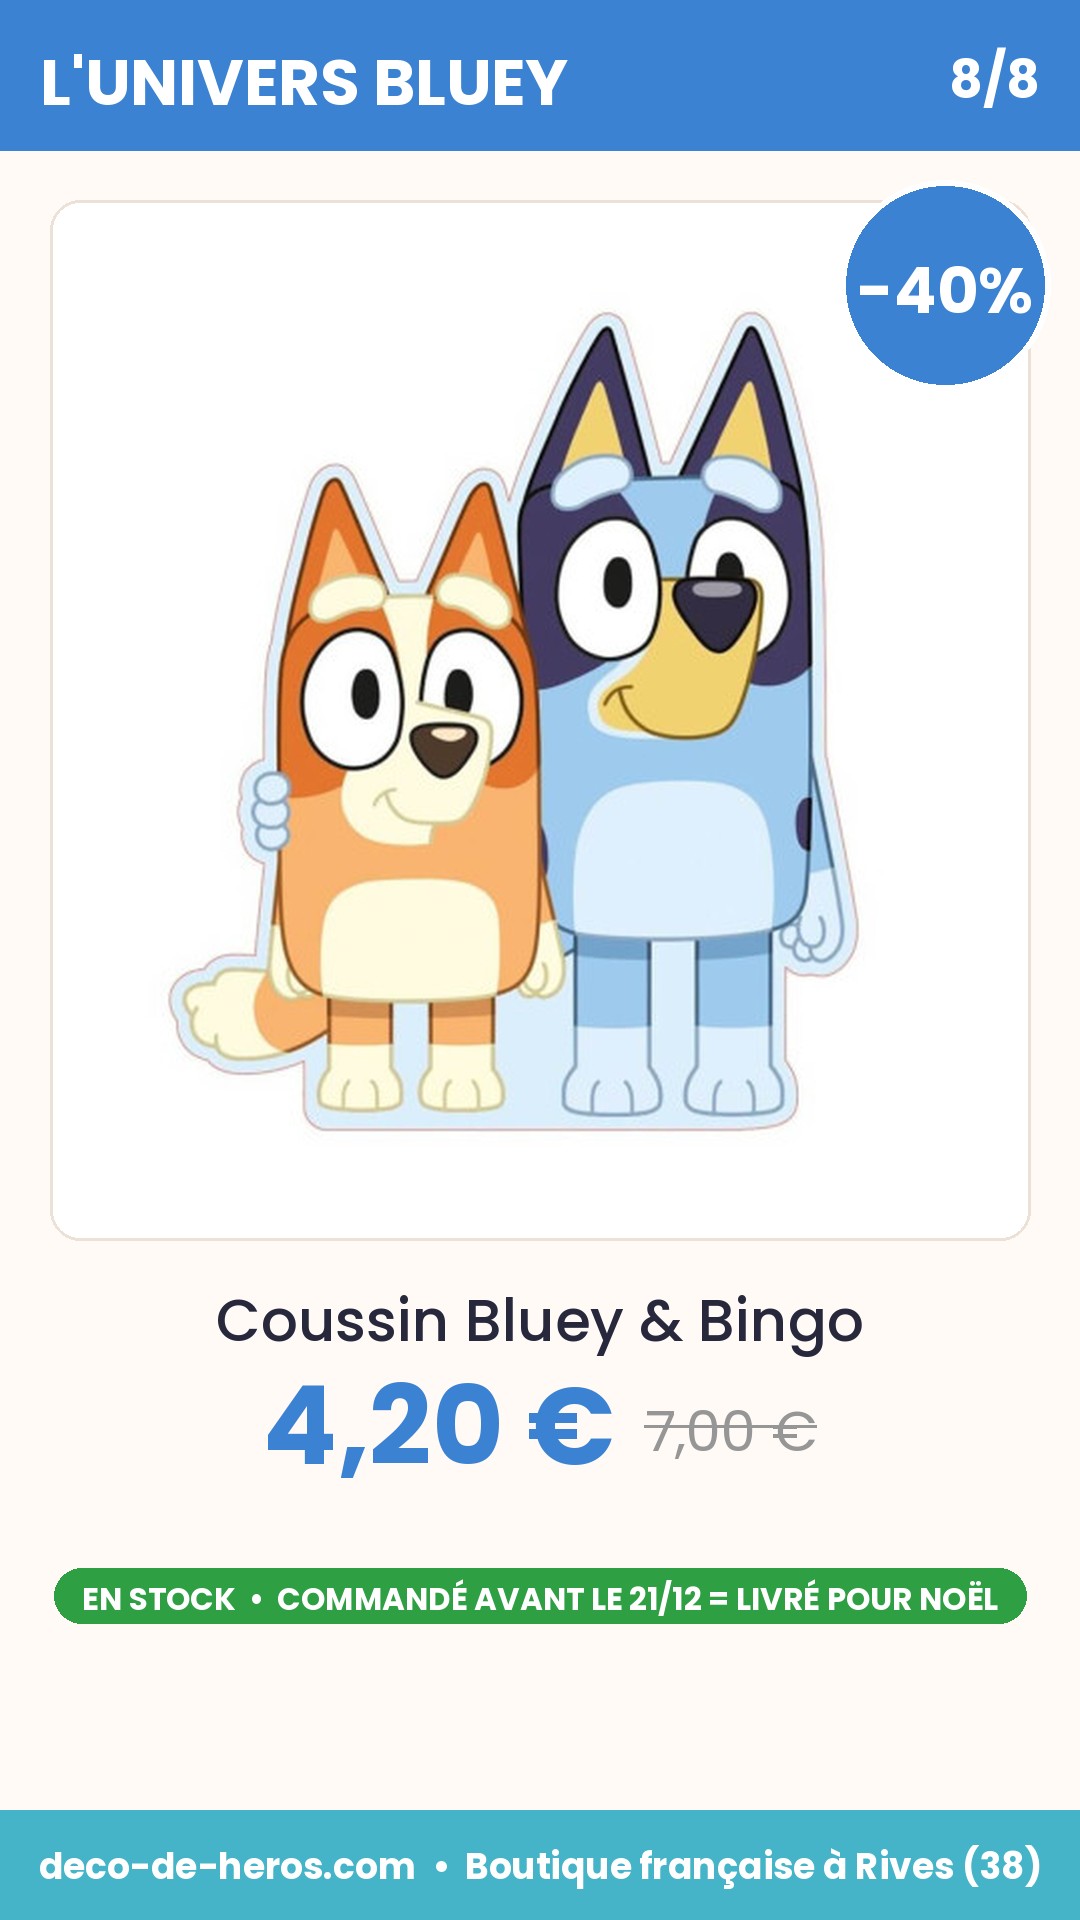 L'UNIVERS BLUEY
8/8
-40%
Coussin Bluey & Bingo
4,20 € 7,00 €
EN STOCK • COMMANDÉ AVANT LE 21/12 = LIVRÉ POUR NOËL
deco-de-heros.com • Boutique française à Rives (38)